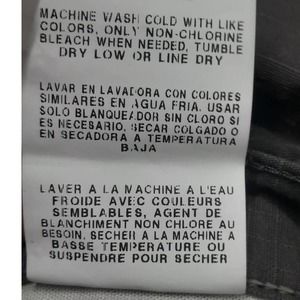 MACHINE WASH COLD WITH LIKE
COLORS, ONLY NON-CHLORINE
BLEACH WHEN NEEDED, TUMBLE
DRY LOW OR LINE DRY
LAVAR EN LAVADORA CON COLORES
SIMILARES EN AGUA FRIA. USAR
SOLO BLANQUEADOR SIN CLORO SI
ES NECESARIO. SECAR COLGADO O
EN SECADORA A TEMPERATURA
BAJA
LAVER A LA MACHINE A L'EAU
FROIDE AVEC COULEURS
SEMBLABLES, AGENT DE
BLANCHIMENT NON CHLORE AU
BESOIN. SECHER A LA MACHINE A
BASSE TEMPERATURE OU
SUSPENDRE POUR SECHER